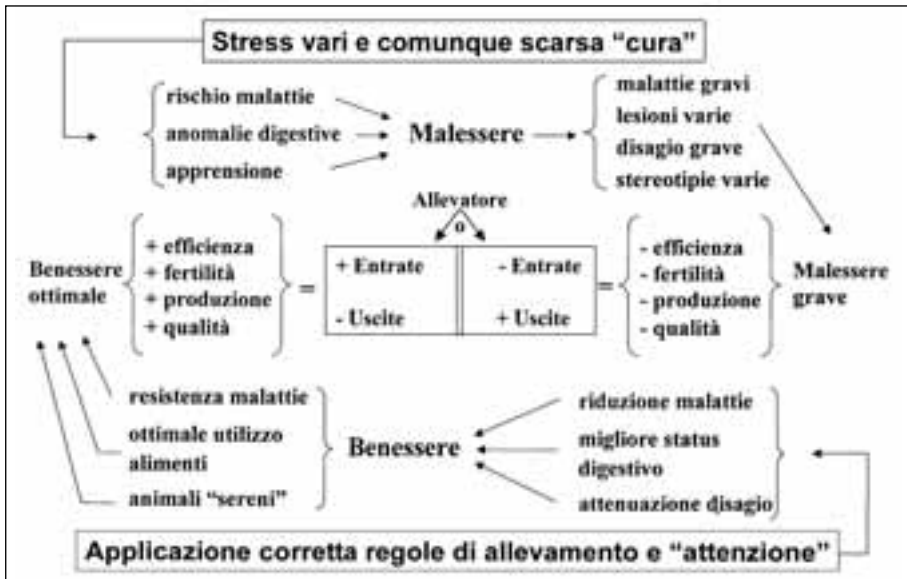 Stress vari e comunque scarsa “cura”
rischio malattie
anomalie digestive
apprensione
Malessere
malattie gravi
lesioni varie
disagio grave
stereotipie varie
Allevatore
o
Benessere
ottimale
+ efficienza
+ fertilità
+ produzione
+ qualità
=
+ Entrate
- Uscite
- Entrate
+ Uscite
=
- efficienza
- fertilità
- produzione
- qualità
Malessere
grave
resistenza malattie
ottimale utilizzo
alimenti
animali “sereni”
Benessere
riduzione malattie
migliore status
digestivo
attenuazione disagio
Applicazione corretta regole di allevamento e “attenzione”